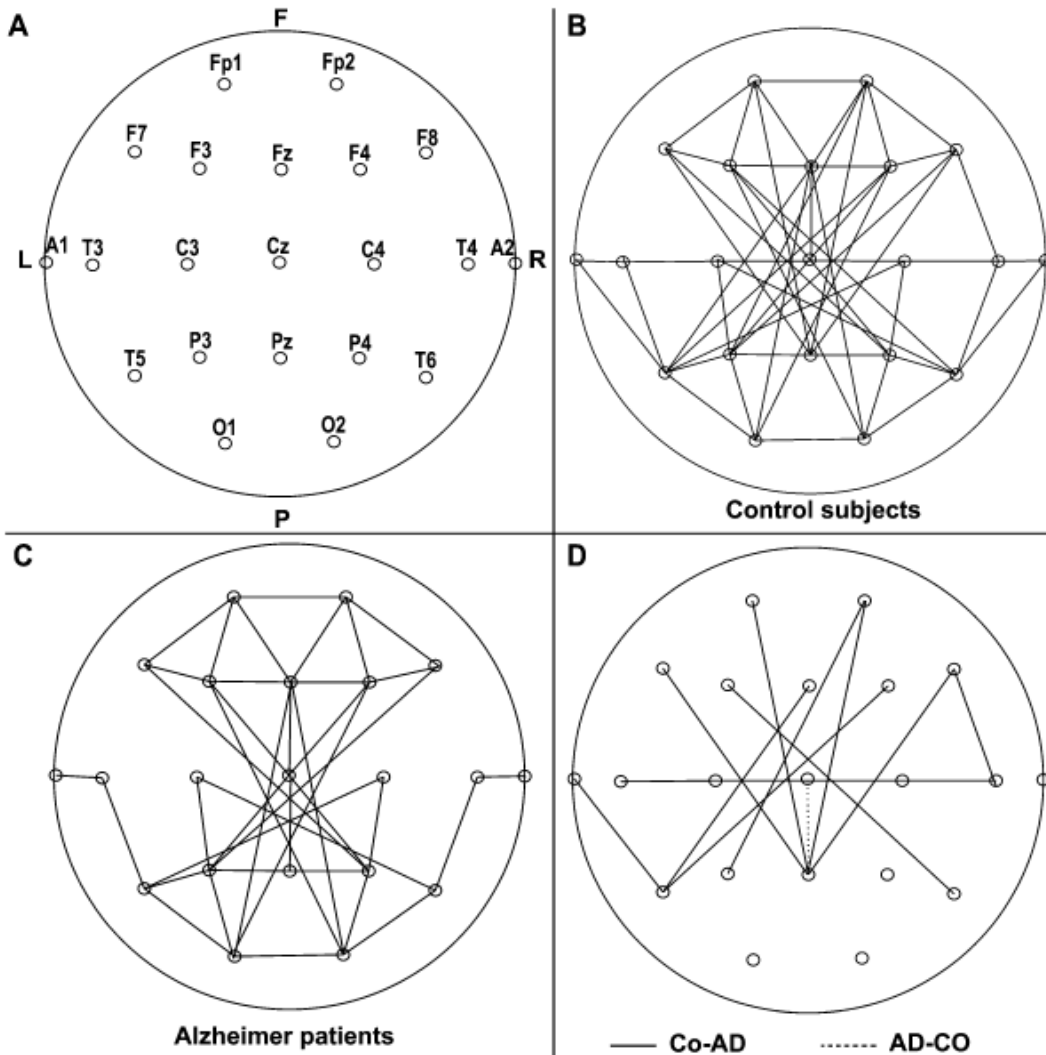 A
F
Fp1 Fp2
F7 F3 Fz F4 F8
L A1 T3 C3 Cz C4 T4 A2 R
T5 P3 Pz P4 T6
O1 O2
P
B
Control subjects
C
Alzheimer patients
D
Co-AD AD-CO